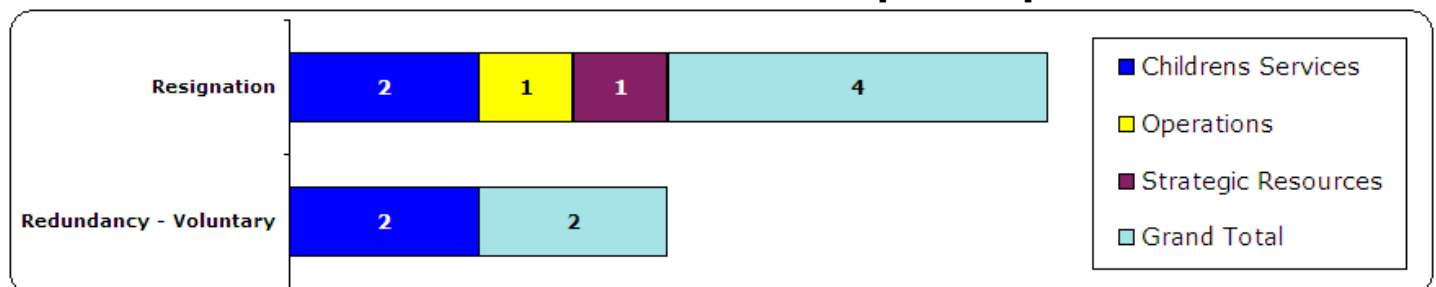 Resignation
2 1 1 4
Redundancy - Voluntary
2 2
Childrens Services
Operations
Strategic Resources
Grand Total